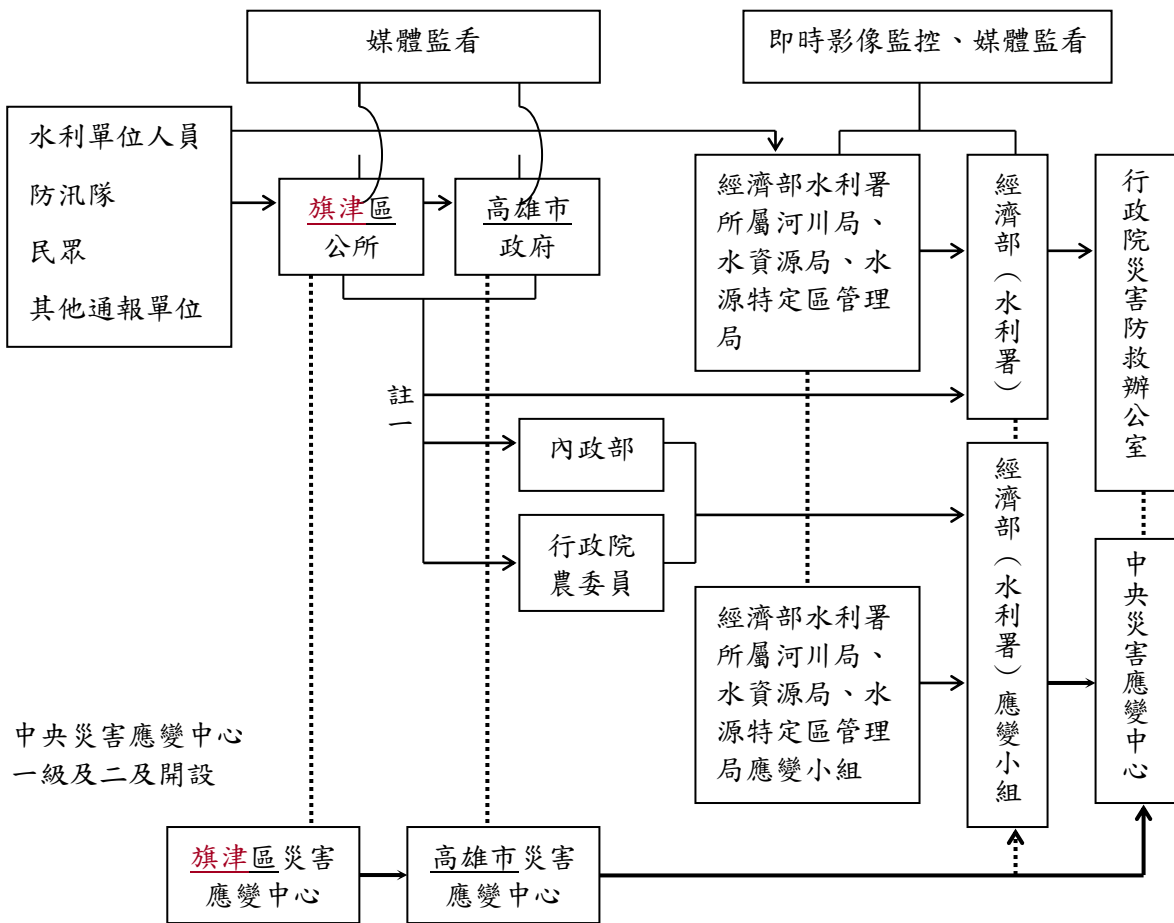 媒體監看
即時影像監控、媒體監看
水利單位人員
防汛隊
民眾
其他通報單位
旗津區
公所
高雄市
政府
經濟部水利署
所屬河川局、
水資源局、水
源特定區管理
局
經濟部（水利署）
行政院災害防救辦公室
註一
內政部
行政院
農委員
經濟部水利署
所屬河川局、
水資源局、水
源特定區管理
局應變小組
經濟部（水利署）應變小組
中央災害應變中心
中央災害應變中心
一級及二及開設
旗津區災害
應變中心
高雄市災害
應變中心